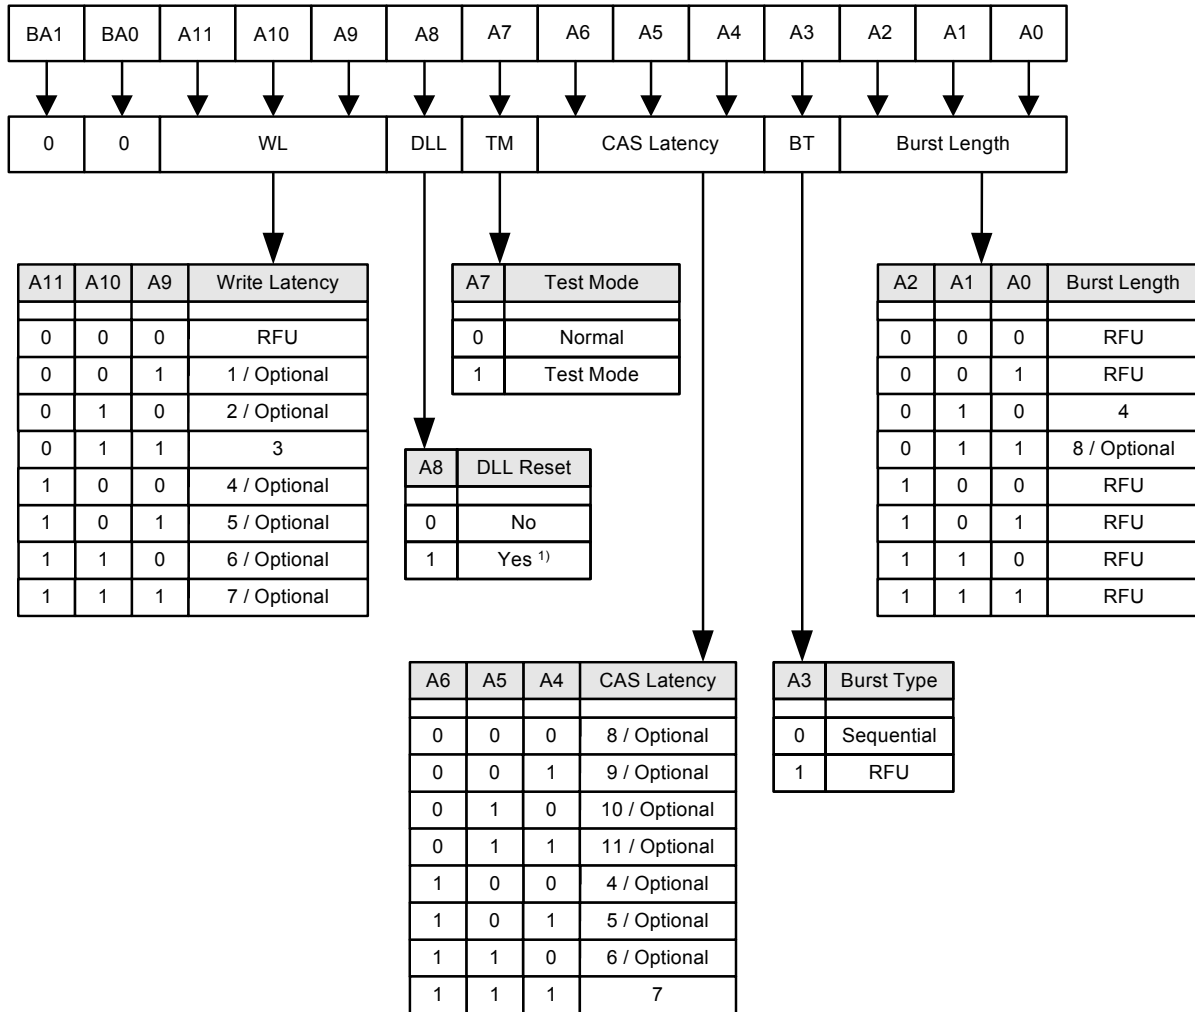 BA1 BA0 A11 A10 A9 A8 A7 A6 A5 A4 A3 A2 A1 A0
0 0 WL DLL TM CAS Latency BT Burst Length
A11 A10 A9 Write Latency
0 0 0 RFU
0 0 1 1 / Optional
0 1 0 2 / Optional
0 1 1 3
1 0 0 4 / Optional
1 0 1 5 / Optional
1 1 0 6 / Optional
1 1 1 7 / Optional
A7 Test Mode
0 Normal
1 Test Mode
A8 DLL Reset
0 No
1 Yes 1)
A2 A1 A0 Burst Length
0 0 0 RFU
0 0 1 RFU
0 1 0 4
0 1 1 8 / Optional
1 0 0 RFU
1 0 1 RFU
1 1 0 RFU
1 1 1 RFU
A6 A5 A4 CAS Latency
0 0 0 8 / Optional
0 0 1 9 / Optional
0 1 0 10 / Optional
0 1 1 11 / Optional
1 0 0 4 / Optional
1 0 1 5 / Optional
1 1 0 6 / Optional
1 1 1 7
A3 Burst Type
0 Sequential
1 RFU